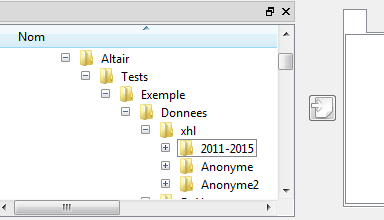 Nom
Altair
Tests
Exemple
Donnees
xhl
2011-2015
Anonyme
Anonyme2